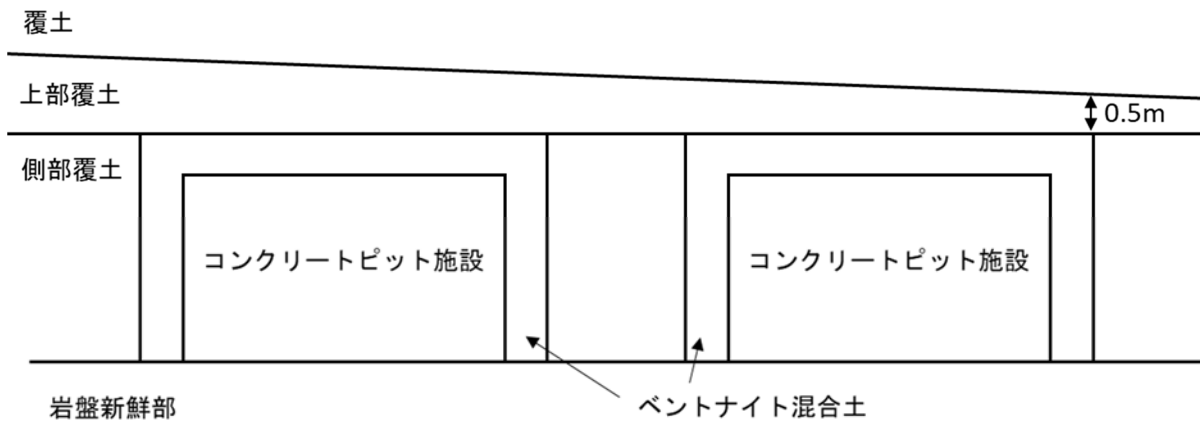 覆土
上部覆土
0.5m
側部覆土
コンクリートピット施設
コンクリートピット施設
岩盤新鮮部
ベントナイト混合土